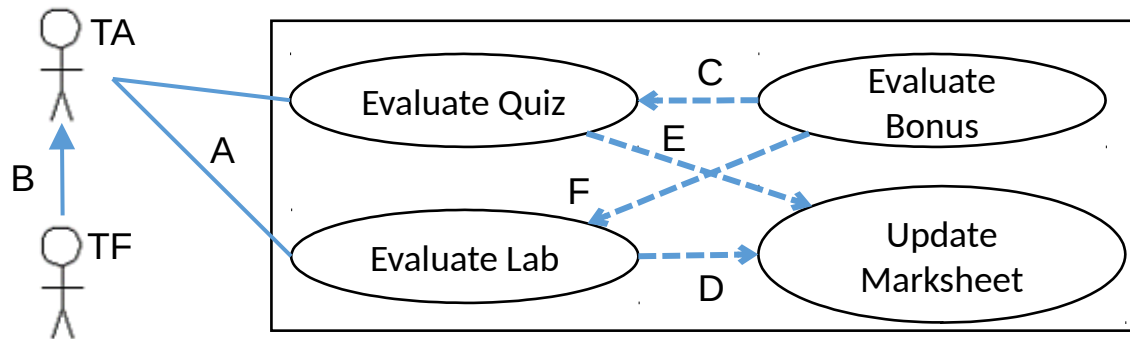 TA
Evaluate Quiz
C
Evaluate
Bonus
A
E
B
F
TF
Evaluate Lab
D
Update
Marksheet